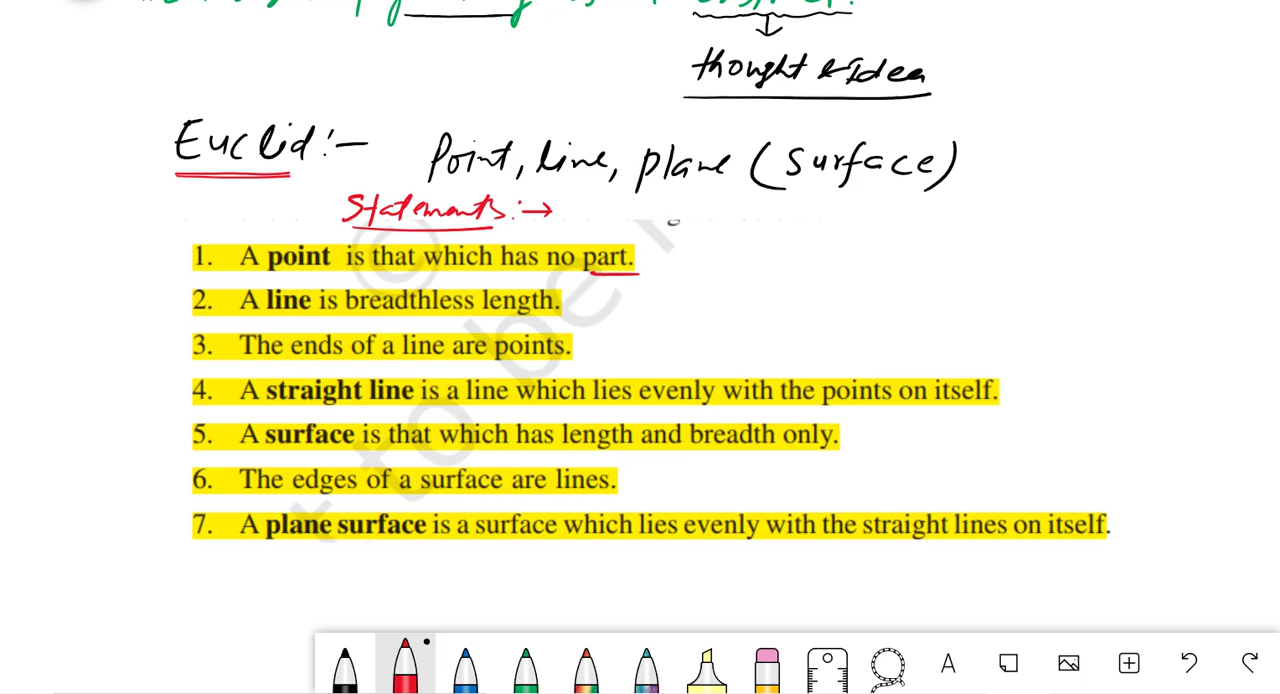 thought & Idea
Euclid :-
Point, line, plane (surface)
Statements :→
1. A point is that which has no part.
2. A line is breadthless length.
3. The ends of a line are points.
4. A straight line is a line which lies evenly with the points on itself.
5. A surface is that which has length and breadth only.
6. The edges of a surface are lines.
7. A plane surface is a surface which lies evenly with the straight lines on itself.
A